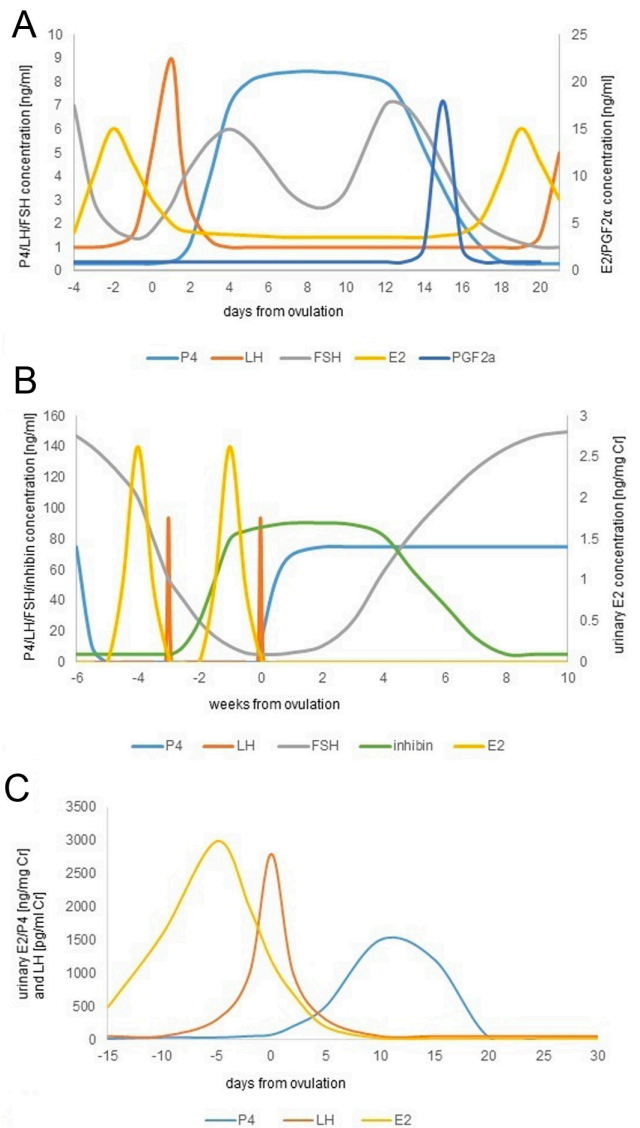 A
P4/LH/FSH concentration [ng/ml]
10
9
8
7
6
5
4
3
2
1
0
25
20
15
10
5
0
E2/PGF2α concentration [ng/ml]
-4 -2 0 2 4 6 8 10 12 14 16 18 20
days from ovulation
P4 LH FSH E2 PGF2a
B
P4/LH/FSH/inhibin concentration [ng/ml]
160
140
120
100
80
60
40
20
0
3
2.5
2
1.5
1
0.5
0
urinary E2 concentration [ng/mg Cr]
-6 -4 -2 0 2 4 6 8 10
weeks from ovulation
P4 LH FSH inhibin E2
C
urinary E2/P4 [ng/mg Cr]
and LH [pg/ml Cr]
3500
3000
2500
2000
1500
1000
500
0
-15 -10 -5 0 5 10 15 20 25 30
days from ovulation
P4 LH E2